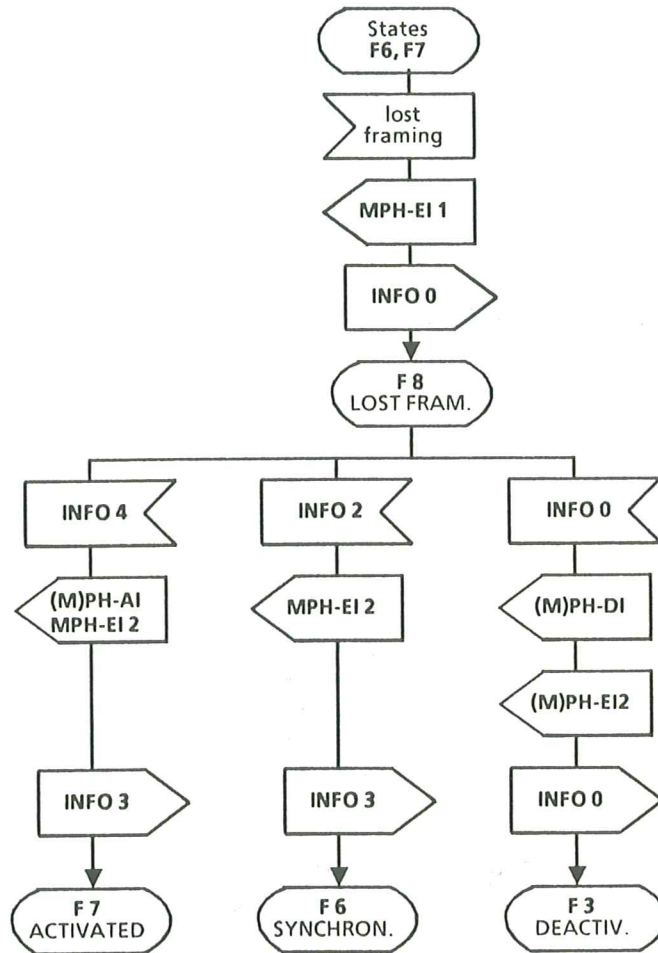 States
F6, F7
lost
framing
MPH-EI 1
INFO 0
F 8
LOST FRAM.
INFO 4
INFO 2
INFO 0
(M)PH-AI
MPH-EI 2
MPH-EI 2
(M)PH-DI
(M)PH-EI2
INFO 3
INFO 3
INFO 0
F 7
ACTIVATED
F 6
SYNCHRON.
F 3
DEACTIV.